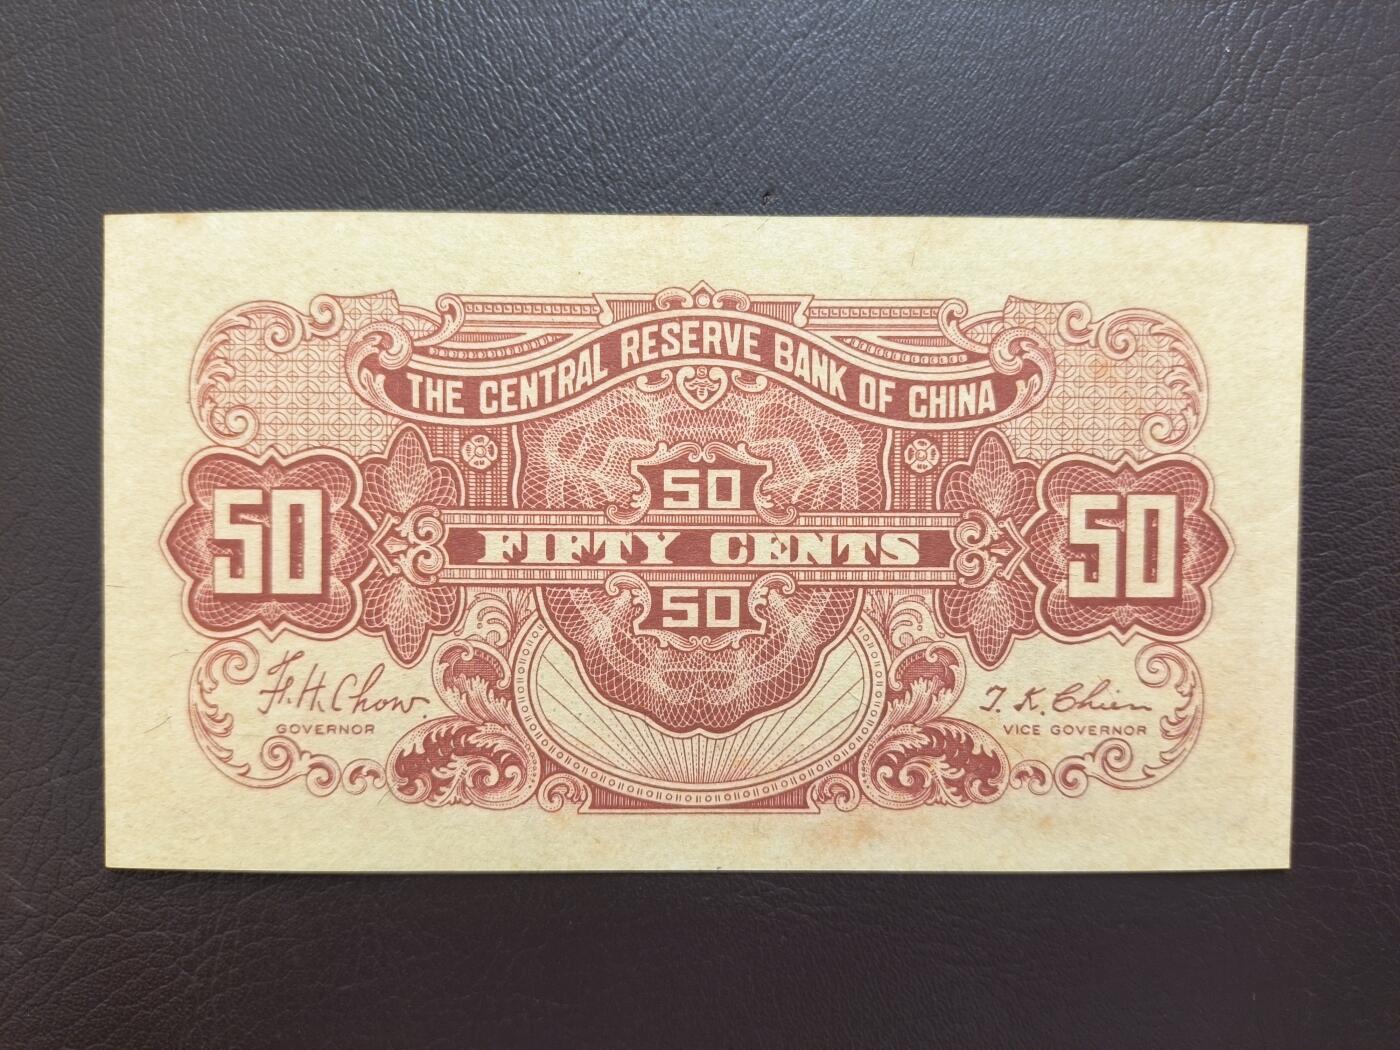 THE CENTRAL RESERVE BANK OF CHINA
50
50 FIFTY CENTS 50
50
F. H. Chow. T. K. Chien
GOVERNOR VICE GOVERNOR